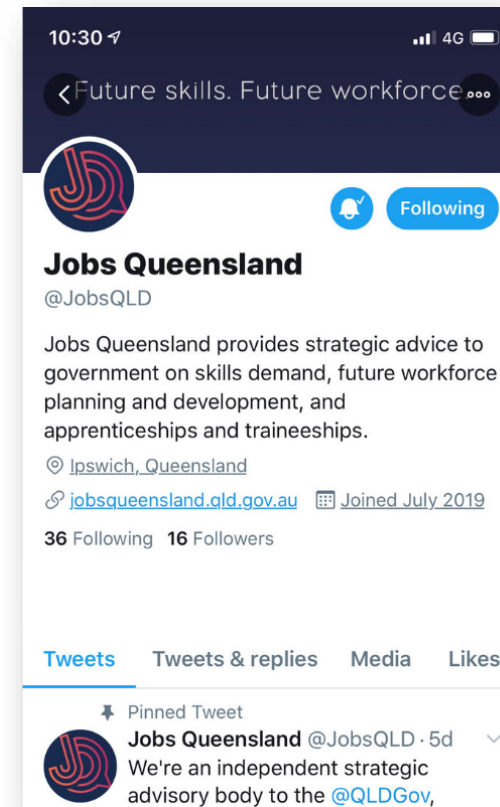 10:30
4G
Future skills. Future workforce.
JQ
Following
Jobs Queensland
@JobsQLD
Jobs Queensland provides strategic advice to
government on skills demand, future workforce
planning and development, and
apprenticeships and traineeships.
Ipswich, Queensland
jobsqueensland.qld.gov.au Joined July 2019
36 Following 16 Followers
Tweets Tweets & replies Media Likes
Pinned Tweet
JQ
Jobs Queensland @JobsQLD · 5d
We're an independent strategic
advisory body to the @QLDGov,